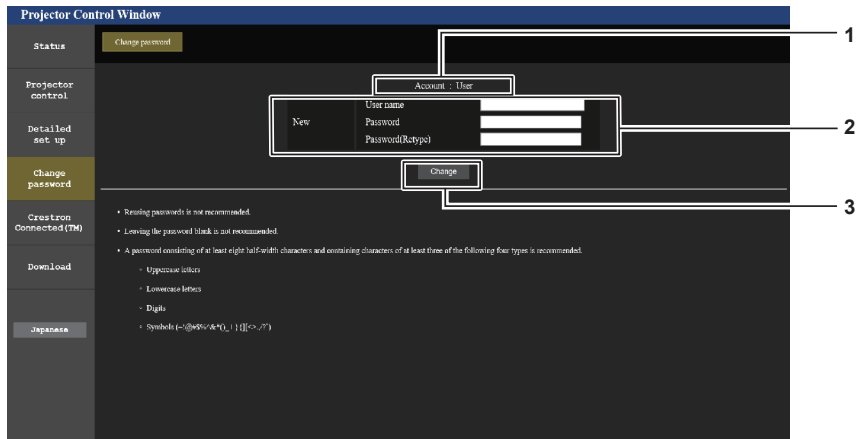 Projector Control Window
Status
Change password
1
Account : User
Projector
control
User name
New
Password
2
Password(Retype)
Detailed
set up
Change
Change
password
3
Crestron
Connected(TM)
• Reusing passwords is not recommended.
• Leaving the password blank is not recommended.
• A password consisting of at least eight half-width characters and containing characters of at least three of the following four types is recommended.
Download
◦ Uppercase letters
◦ Lowercase letters
◦ Digits
◦ Symbols
Japanese